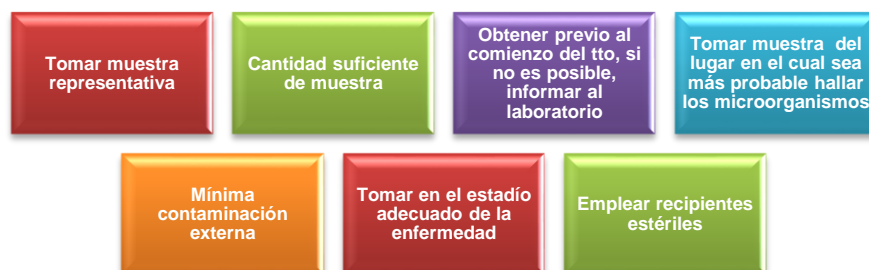 Tomar muestra
representativa
Cantidad suficiente
de muestra
Obtener previo al
comienzo del tto, si
no es posible,
informar al
laboratorio
Tomar muestra del
lugar en el cual sea
más probable hallar
los microorganismos
Mínima
contaminación
externa
Tomar en el estadío
adecuado de la
enfermedad
Emplear recipientes
estériles